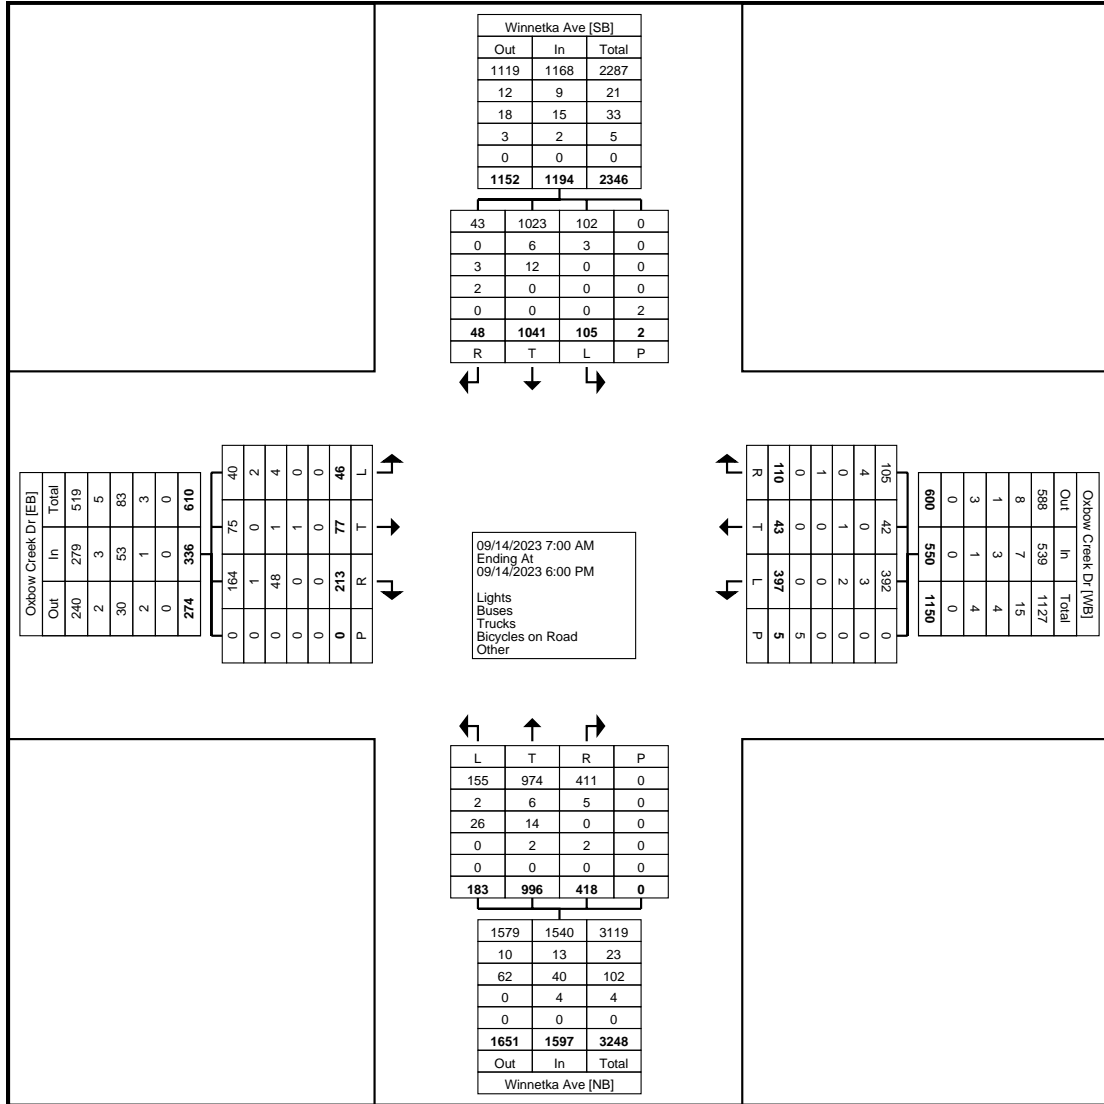 Winnetka Ave [SB]
Out In Total
1119 1168 2287
12 9 21
18 15 33
3 2 5
0 0 0
1152 1194 2346
43 1023 102 0
0 6 3 0
3 12 0 0
2 0 0 0
0 0 0 2
48 1041 105 2
R T L P
Oxbow Creek Dr [EB]
Total In Out
519 279 240
5 3 2
83 53 30
3 1 2
0 0 0
610 336 274
40 75 164 0
2 0 1 0
4 1 48 0
0 1 0 0
0 0 0 0
46 77 213 0
L T R P
09/14/2023 7:00 AM
Ending At
09/14/2023 6:00 PM
Lights
Buses
Trucks
Bicycles on Road
Other
Oxbow Creek Dr [WB]
Out In Total
588 539 1127
8 7 15
1 3 4
3 1 4
0 0 0
600 550 1150
105 42 392 0
4 0 3 0
0 1 2 0
1 0 0 0
0 0 0 5
110 43 397 5
R T L P
L T R P
155 974 411 0
2 6 5 0
26 14 0 0
0 2 2 0
0 0 0 0
183 996 418 0
1579 1540 3119
10 13 23
62 40 102
0 4 4
0 0 0
1651 1597 3248
Out In Total
Winnetka Ave [NB]